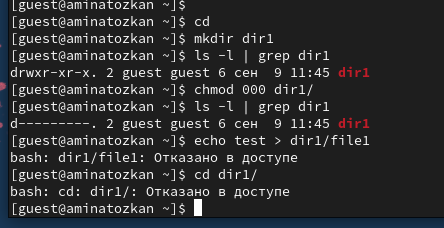 [guest@aminatozkan ~]$
[guest@aminatozkan ~]$ cd
[guest@aminatozkan ~]$ mkdir dir1
[guest@aminatozkan ~]$ ls -l | grep dir1
drwxr-xr-x. 2 guest guest 6 сен  9 11:45 dir1
[guest@aminatozkan ~]$ chmod 000 dir1/
[guest@aminatozkan ~]$ ls -l | grep dir1
d---------. 2 guest guest 6 сен  9 11:45 dir1
[guest@aminatozkan ~]$ echo test > dir1/file1
bash: dir1/file1: Отказано в доступе
[guest@aminatozkan ~]$ cd dir1/
bash: cd: dir1/: Отказано в доступе
[guest@aminatozkan ~]$